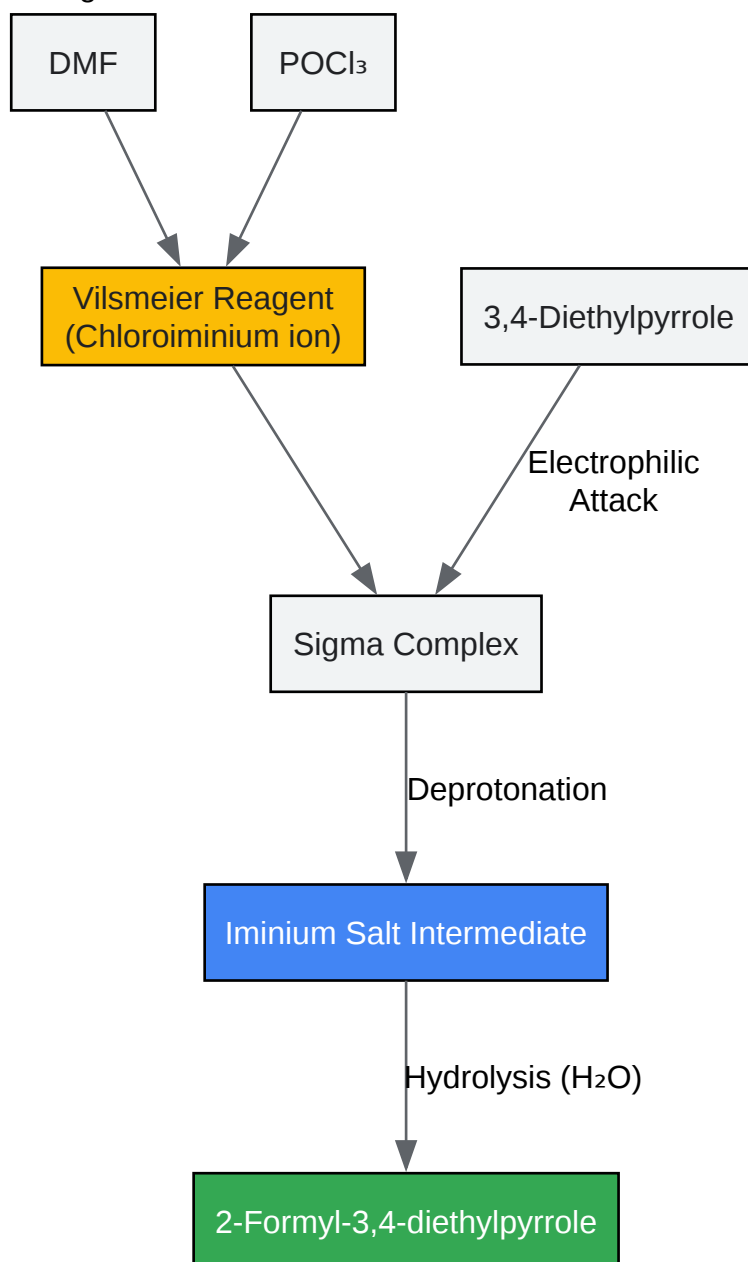 DMF
POCl₃
Vilsmeier Reagent
(Chloroiminium ion)
3,4-Diethylpyrrole
Electrophilic
Attack
Sigma Complex
Deprotonation
Iminium Salt Intermediate
Hydrolysis (H₂O)
2-Formyl-3,4-diethylpyrrole